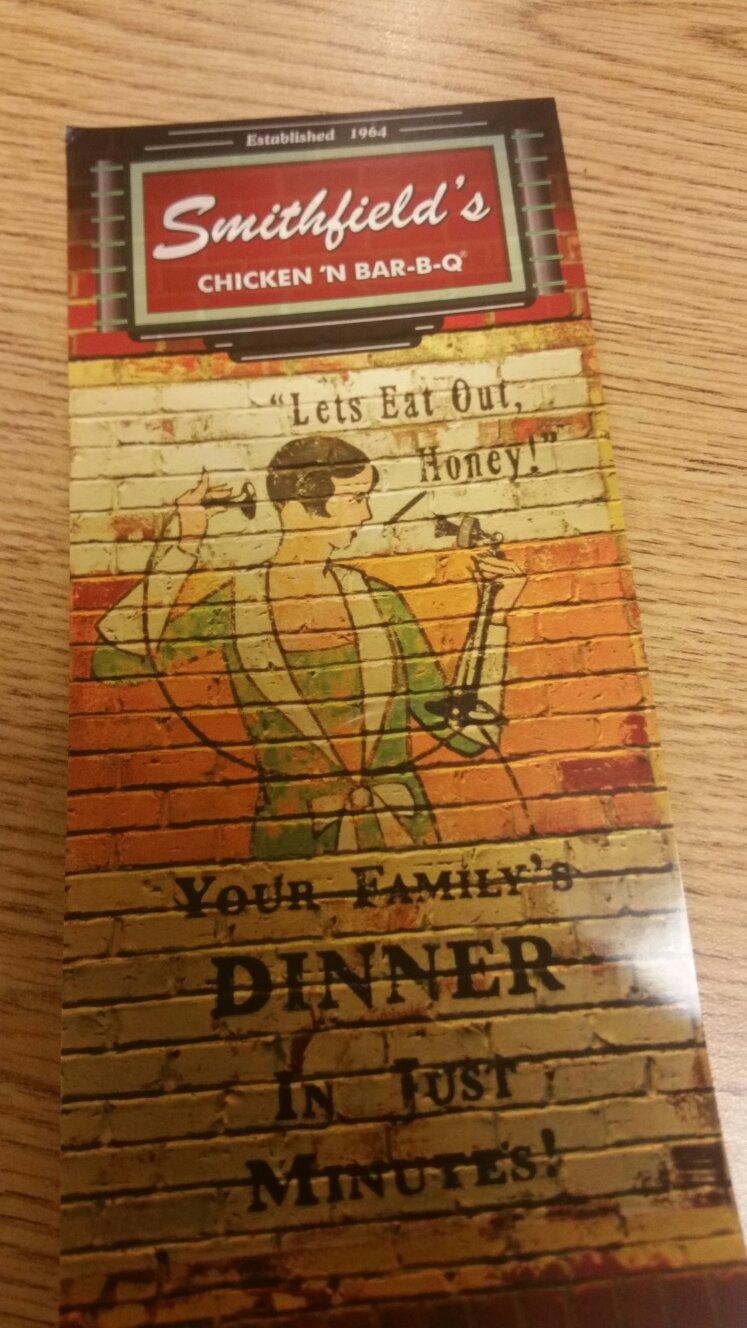 Established 1964
Smithfield's
CHICKEN 'N BAR-B-Q®
"Lets Eat Out,
Honey!"
YOUR FAMILY'S
DINNER
IN JUST
MINUTES!